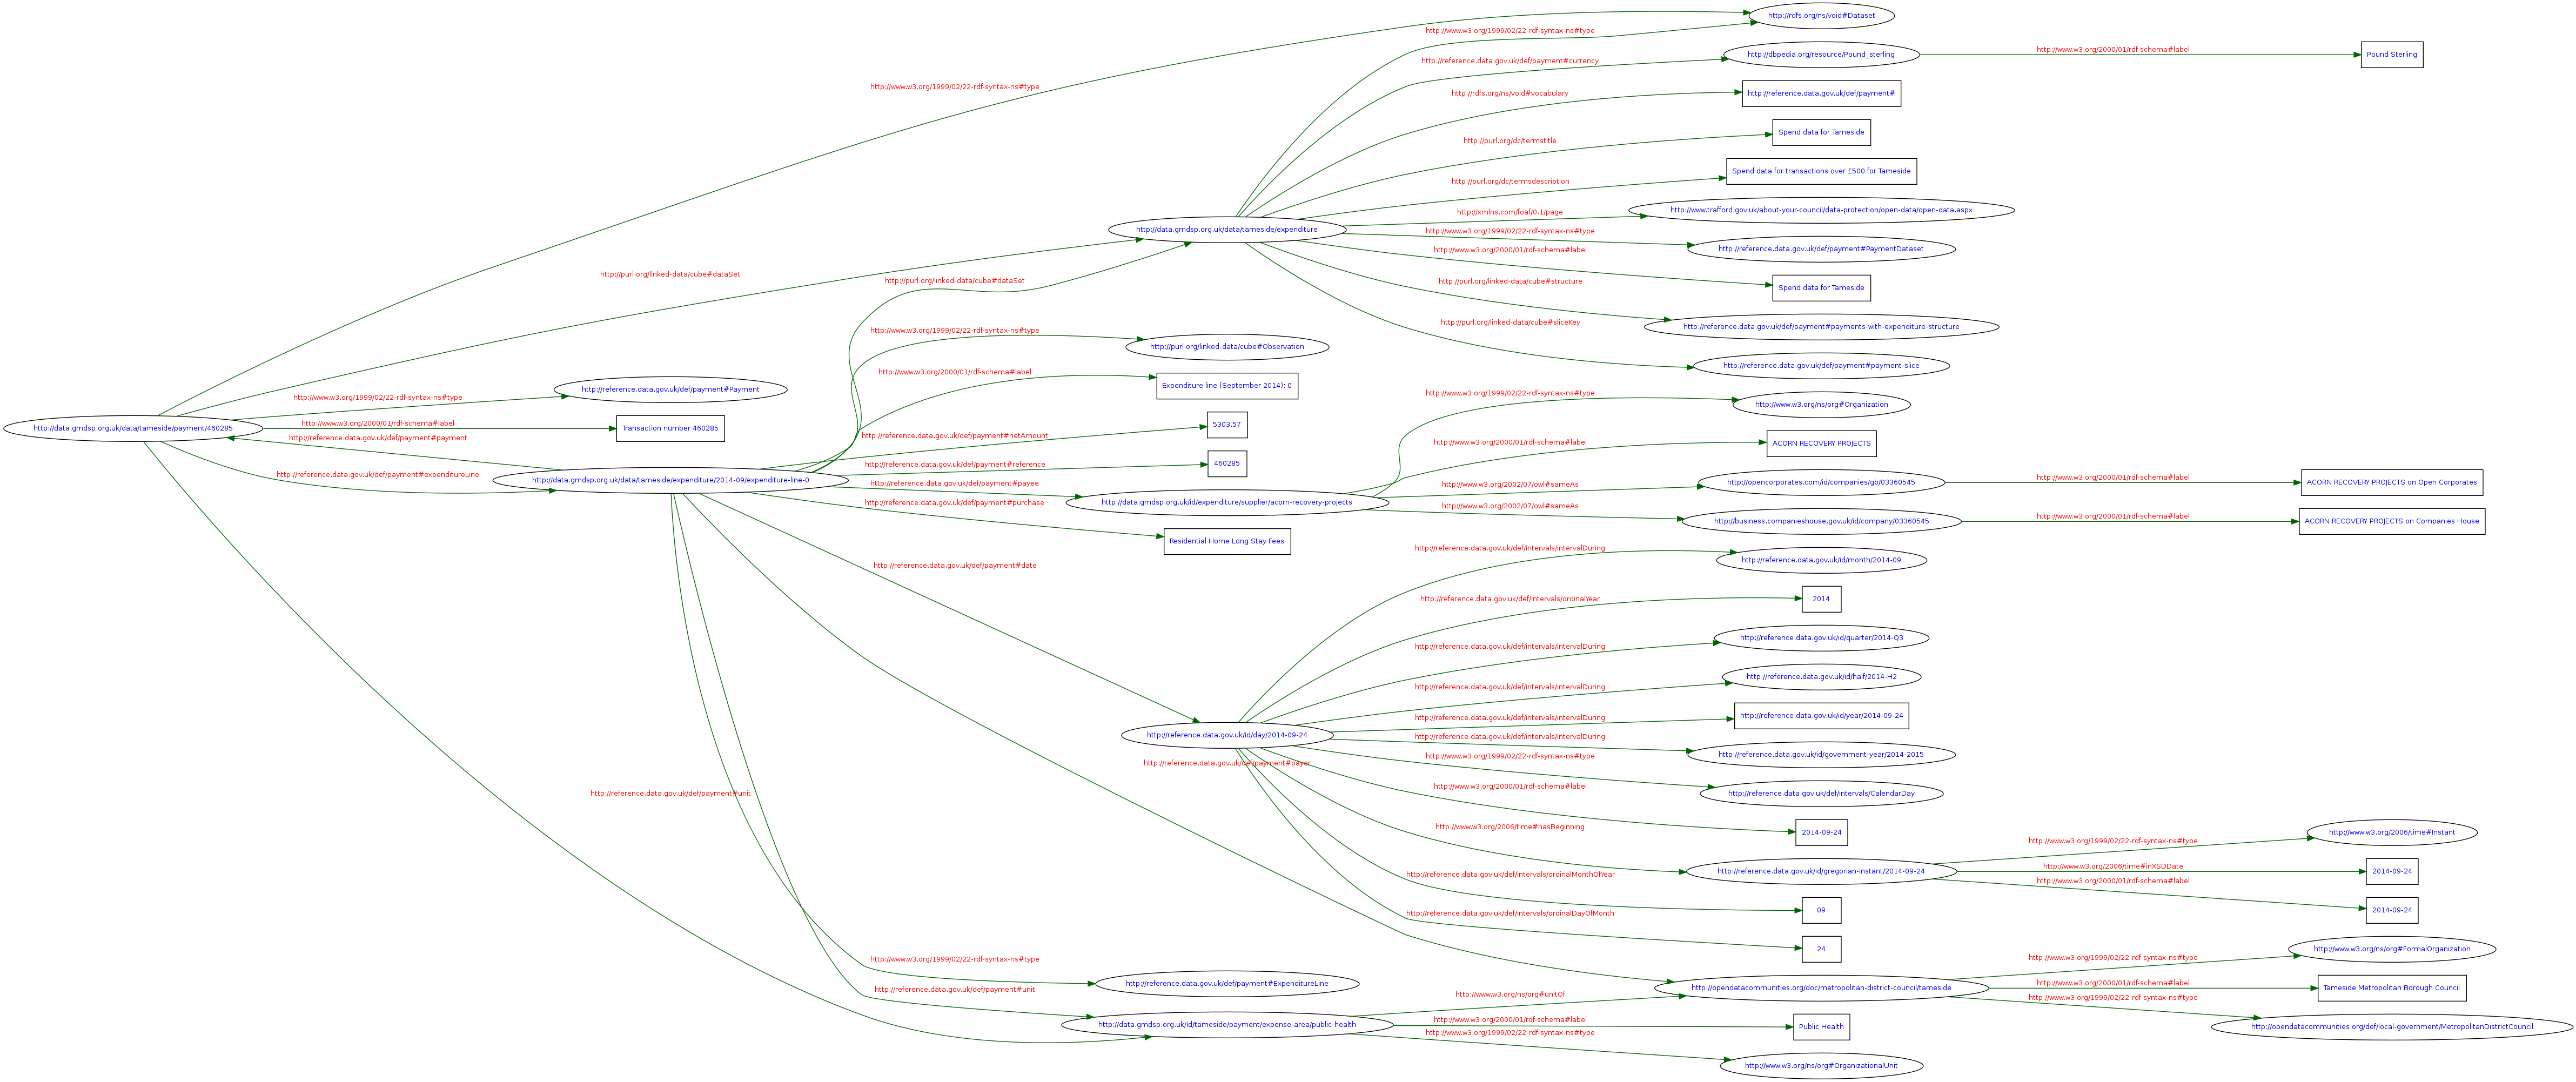 http://rdfs.org/ns/void#Dataset
http://www.w3.org/1999/02/22-rdf-syntax-ns#type
http://www.w3.org/2000/01/rdf-schema#label
http://dbpedia.org/resource/Pound_sterling
Pound Sterling
http://reference.data.gov.uk/def/payment#currency
http://www.w3.org/1999/02/22-rdf-syntax-ns#type
http://rdfs.org/ns/void#vocabulary
http://reference.data.gov.uk/def/payment#
http://purl.org/dc/termstitle
Spend data for Tameside
http://purl.org/dc/termsdescription
Spend data for transactions over £500 for Tameside
http://xmlns.com/foaf/0.1/page
http://www.trafford.gov.uk/about-your-council/data-protection/open-data/open-data.aspx
http://data.gmdsp.org.uk/data/tameside/expenditure
http://www.w3.org/1999/02/22-rdf-syntax-ns#type
http://reference.data.gov.uk/def/payment#PaymentDataset
http://www.w3.org/2000/01/rdf-schema#label
Spend data for Tameside
http://purl.org/linked-data/cube#dataSet
http://purl.org/linked-data/cube#dataSet
http://purl.org/linked-data/cube#structure
http://reference.data.gov.uk/def/payment#payments-with-expenditure-structure
http://purl.org/linked-data/cube#sliceKey
http://www.w3.org/1999/02/22-rdf-syntax-ns#type
http://purl.org/linked-data/cube#Observation
http://reference.data.gov.uk/def/payment#payment-slice
http://www.w3.org/2000/01/rdf-schema#label
Expenditure line (September 2014): 0
http://reference.data.gov.uk/def/payment#Payment
http://www.w3.org/1999/02/22-rdf-syntax-ns#type
http://www.w3.org/1999/02/22-rdf-syntax-ns#type
http://www.w3.org/ns/org#Organization
http://data.gmdsp.org.uk/data/tameside/payment/460285
http://www.w3.org/2000/01/rdf-schema#label
Transaction number 460285
http://reference.data.gov.uk/def/payment#payment
http://reference.data.gov.uk/def/payment#netAmount
5303.57
http://www.w3.org/2000/01/rdf-schema#label
ACORN RECOVERY PROJECTS
http://reference.data.gov.uk/def/payment#reference
460285
http://reference.data.gov.uk/def/payment#expenditureLine
http://data.gmdsp.org.uk/data/tameside/expenditure/2014-09/expenditure-line-0
http://reference.data.gov.uk/def/payment#payee
http://www.w3.org/2002/07/owl#sameAs
http://opencorporates.com/id/companies/gb/03360545
http://www.w3.org/2000/01/rdf-schema#label
ACORN RECOVERY PROJECTS on Open Corporates
http://reference.data.gov.uk/def/payment#purchase
http://data.gmdsp.org.uk/id/expenditure/supplier/acorn-recovery-projects
http://www.w3.org/2002/07/owl#sameAs
http://business.companieshouse.gov.uk/id/company/03360545
http://www.w3.org/2000/01/rdf-schema#label
ACORN RECOVERY PROJECTS on Companies House
Residential Home Long Stay Fees
http://reference.data.gov.uk/def/intervals/intervalDuring
http://reference.data.gov.uk/id/month/2014-09
http://reference.data.gov.uk/def/payment#date
http://reference.data.gov.uk/def/intervals/ordinalYear
2014
http://reference.data.gov.uk/def/intervals/intervalDuring
http://reference.data.gov.uk/id/quarter/2014-Q3
http://reference.data.gov.uk/def/intervals/intervalDuring
http://reference.data.gov.uk/id/half/2014-H2
http://reference.data.gov.uk/def/intervals/intervalDuring
http://reference.data.gov.uk/id/year/2014-09-24
http://reference.data.gov.uk/id/day/2014-09-24
http://reference.data.gov.uk/def/intervals/intervalDuring
http://reference.data.gov.uk/id/government-year/2014-2015
http://reference.data.gov.uk/def/payment#payer
http://www.w3.org/1999/02/22-rdf-syntax-ns#type
http://reference.data.gov.uk/def/intervals/CalendarDay
http://reference.data.gov.uk/def/payment#unit
http://www.w3.org/2000/01/rdf-schema#label
2014-09-24
http://www.w3.org/2006/time#hasBeginning
http://www.w3.org/1999/02/22-rdf-syntax-ns#type
http://www.w3.org/2006/time#Instant
http://reference.data.gov.uk/id/gregorian-instant/2014-09-24
http://www.w3.org/2006/time#inXSDDate
2014-09-24
http://reference.data.gov.uk/def/intervals/ordinalMonthOfYear
http://www.w3.org/2000/01/rdf-schema#label
2014-09-24
09
http://reference.data.gov.uk/def/intervals/ordinalDayOfMonth
24
http://www.w3.org/1999/02/22-rdf-syntax-ns#type
http://www.w3.org/ns/org#FormalOrganization
http://www.w3.org/1999/02/22-rdf-syntax-ns#type
http://reference.data.gov.uk/def/payment#ExpenditureLine
http://opendatacommunities.org/doc/metropolitan-district-council/tameside
http://www.w3.org/2000/01/rdf-schema#label
Tameside Metropolitan Borough Council
http://reference.data.gov.uk/def/payment#unit
http://www.w3.org/ns/org#unitOf
http://www.w3.org/1999/02/22-rdf-syntax-ns#type
http://opendatacommunities.org/def/local-government/MetropolitanDistrictCouncil
http://data.gmdsp.org.uk/id/tameside/payment/expense-area/public-health
http://www.w3.org/2000/01/rdf-schema#label
Public Health
http://www.w3.org/1999/02/22-rdf-syntax-ns#type
http://www.w3.org/ns/org#OrganizationalUnit